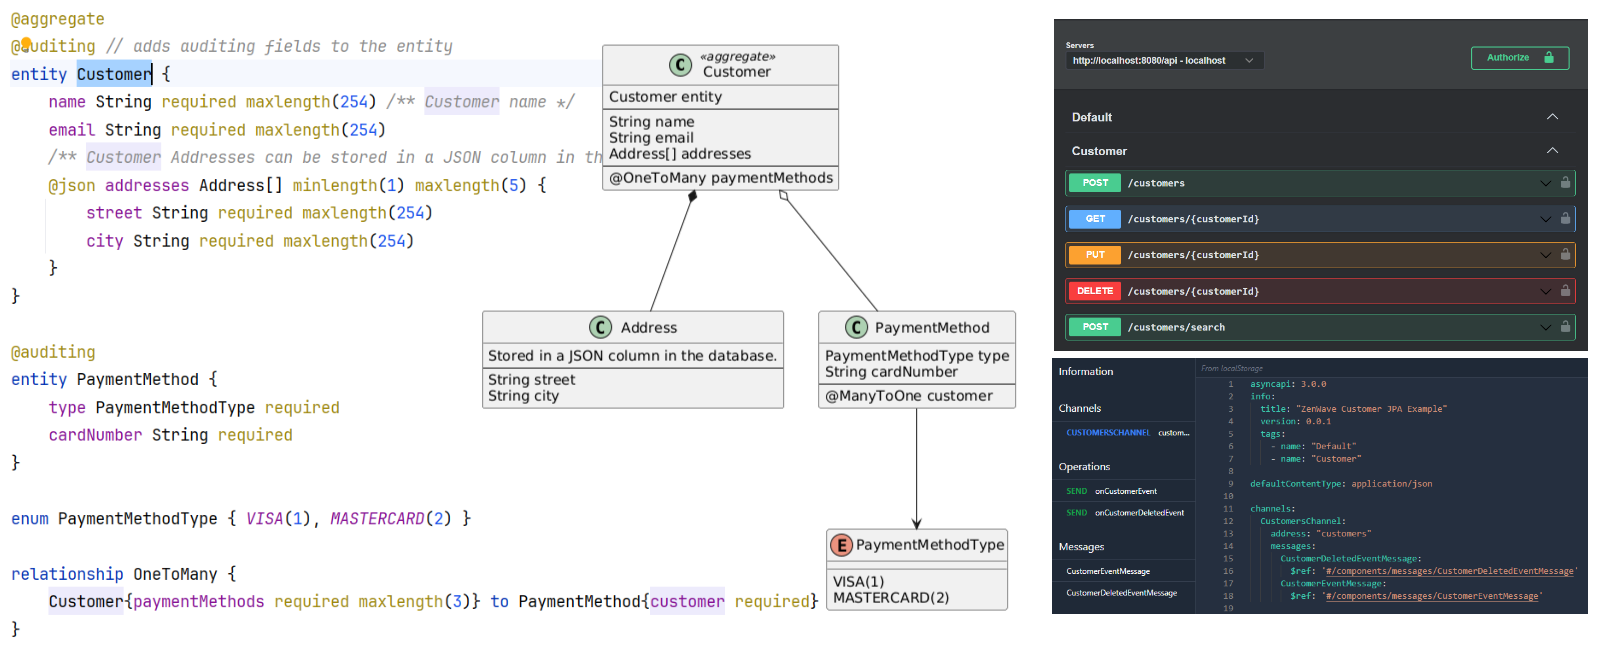 @aggregate
@auditing // adds auditing fields to the entity
entity Customer {
name String required maxlength(254) /** Customer name */
email String required maxlength(254)
/** Customer Addresses can be stored in a JSON column in th
@json addresses Address[] minlength(1) maxlength(5) {
street String required maxlength(254)
city String required maxlength(254)
}
}
@auditing
entity PaymentMethod {
type PaymentMethodType required
cardNumber String required
}
enum PaymentMethodType { VISA(1), MASTERCARD(2) }
relationship OneToMany {
Customer{paymentMethods required maxlength(3)} to PaymentMethod{customer required}
}
C
«aggregate»
Customer
Customer entity
String name
String email
Address[] addresses
@OneToMany paymentMethods
C Address
Stored in a JSON column in the database.
String street
String city
C PaymentMethod
PaymentMethodType type
String cardNumber
@ManyToOne customer
E PaymentMethodType
VISA(1)
MASTERCARD(2)
Servers
http://localhost:8080/api - localhost
Authorize
Default
Customer
POST /customers
GET /customers/{customerId}
PUT /customers/{customerId}
DELETE /customers/{customerId}
POST /customers/search
Information
Channels
CUSTOMERSCHANNEL custom...
Operations
SEND onCustomerEvent
SEND onCustomerDeletedEvent
Messages
CustomerEventMessage
CustomerDeletedEventMessage
From localStorage
1 asyncapi: 3.0.0
2 info:
3 title: "ZenWave Customer JPA Example"
4 version: 0.0.1
5 tags:
6 - name: "Default"
7 - name: "Customer"
8
9 defaultContentType: application/json
10
11 channels:
12 CustomersChannel:
13 address: "customers"
14 messages:
15 CustomerDeletedEventMessage:
16 $ref: '#/components/messages/CustomerDeletedEventMessage'
17 CustomerEventMessage:
18 $ref: '#/components/messages/CustomerEventMessage'
19